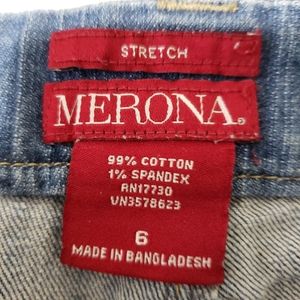 STRETCH
MERONA®
99% COTTON
1% SPANDEX
RN17730
VN3578623
6
MADE IN BANGLADESH